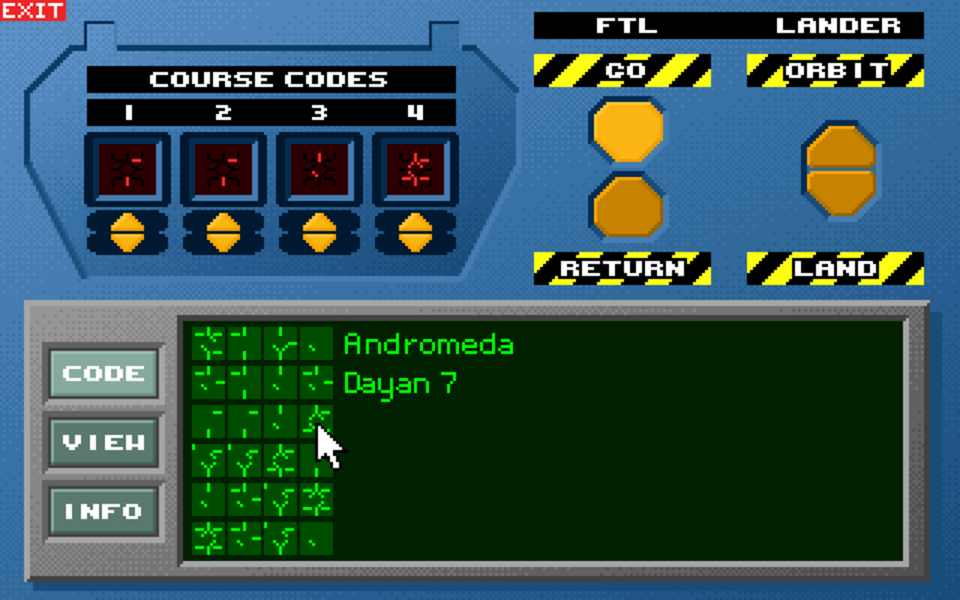 EXIT
FTL LANDER
COURSE CODES
GO ORBIT
1 2 3 4
RETURN LAND
Andromeda
CODE
Dayan 7
VIEW
INFO